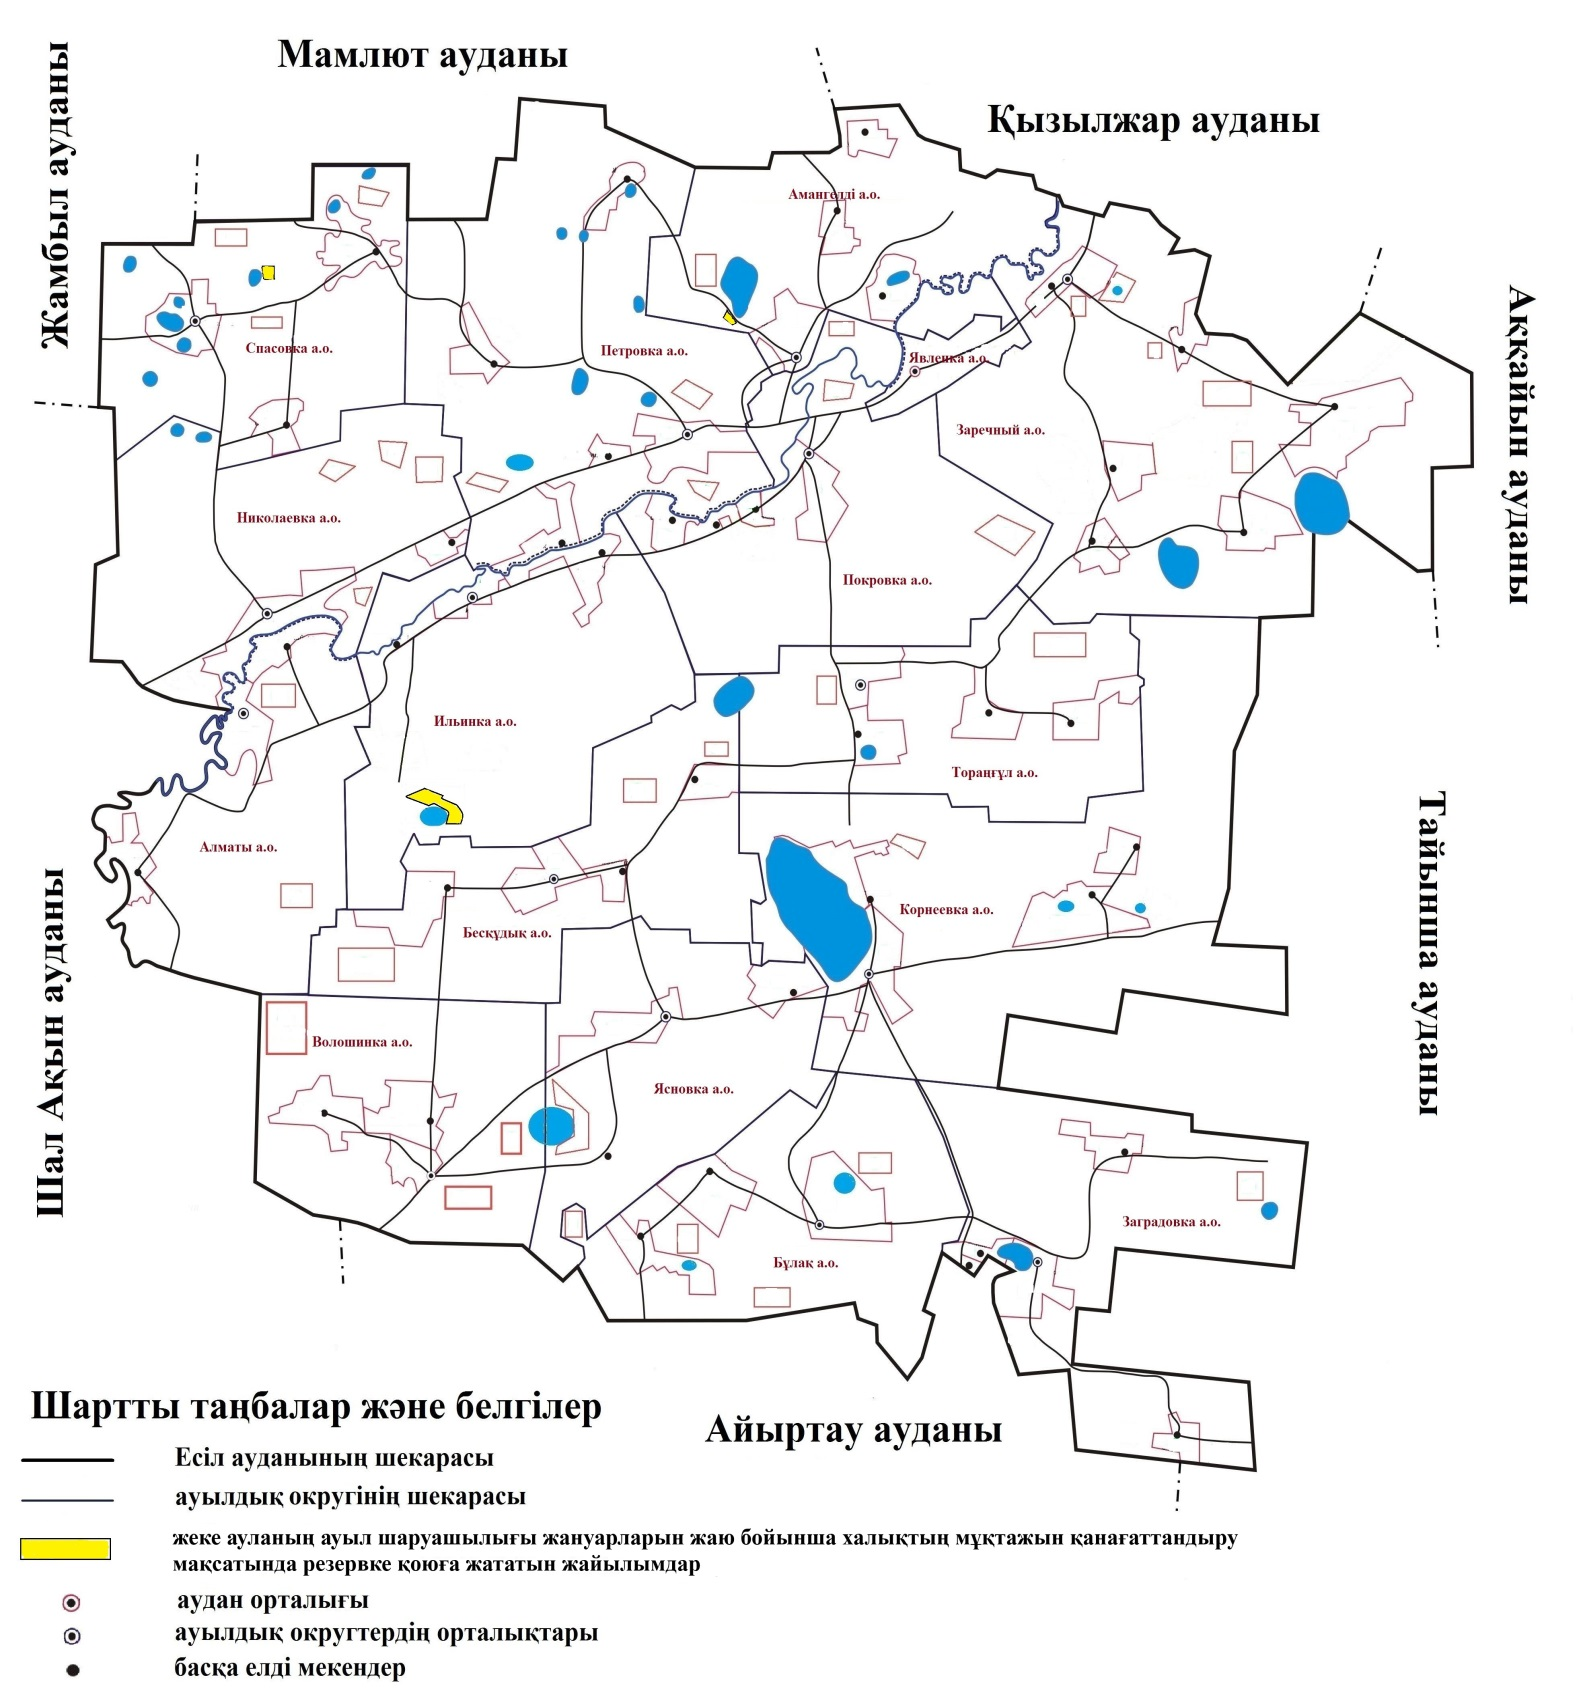 Мамлют ауданы
Қызылжар ауданы
Жамбыл ауданы
Аққайын ауданы
Амангелді а.о.
Спасовка а.о.
Петровка а.о.
Явленка а.о.
Заречный а.о.
Николаевка а.о.
Покровка а.о.
Ильинка а.о.
Тораңғұл а.о.
Алматы а.о.
Корнеевка а.о.
Бесқұдық а.о.
Волошинка а.о.
Ясновка а.о.
Заградовка а.о.
Бұлақ а.о.
Тайынша ауданы
Шал Ақын ауданы
Айыртау ауданы
Шартты таңбалар және белгілер
Есіл ауданының шекарасы
ауылдық округінің шекарасы
жеке ауланың ауыл шаруашылығы жануарларын жаю бойынша халықтың мұқтажын қанағаттандыру
мақсатында резервке қоюға жататын жайылымдар
аудан орталығы
ауылдық округтердің орталықтары
басқа елді мекендер